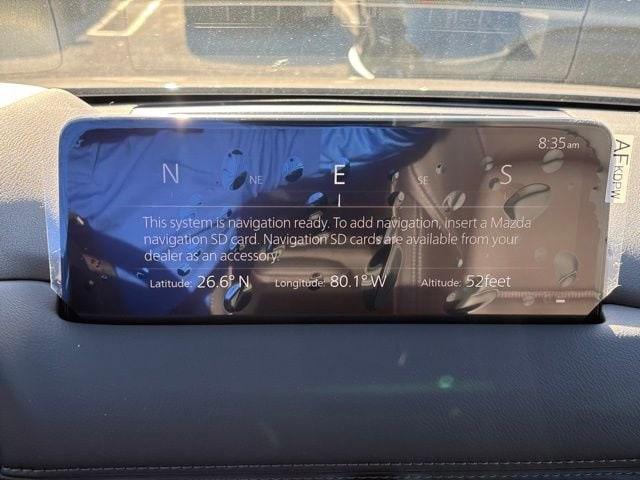 8:35am
N NE E SE S
This system is navigation ready. To add navigation, insert a Mazda
navigation SD card. Navigation SD cards are available from your
dealer as an accessory.
Latitude: 26.6° N Longitude: 80.1° W Altitude: 52feet
AF KDPW